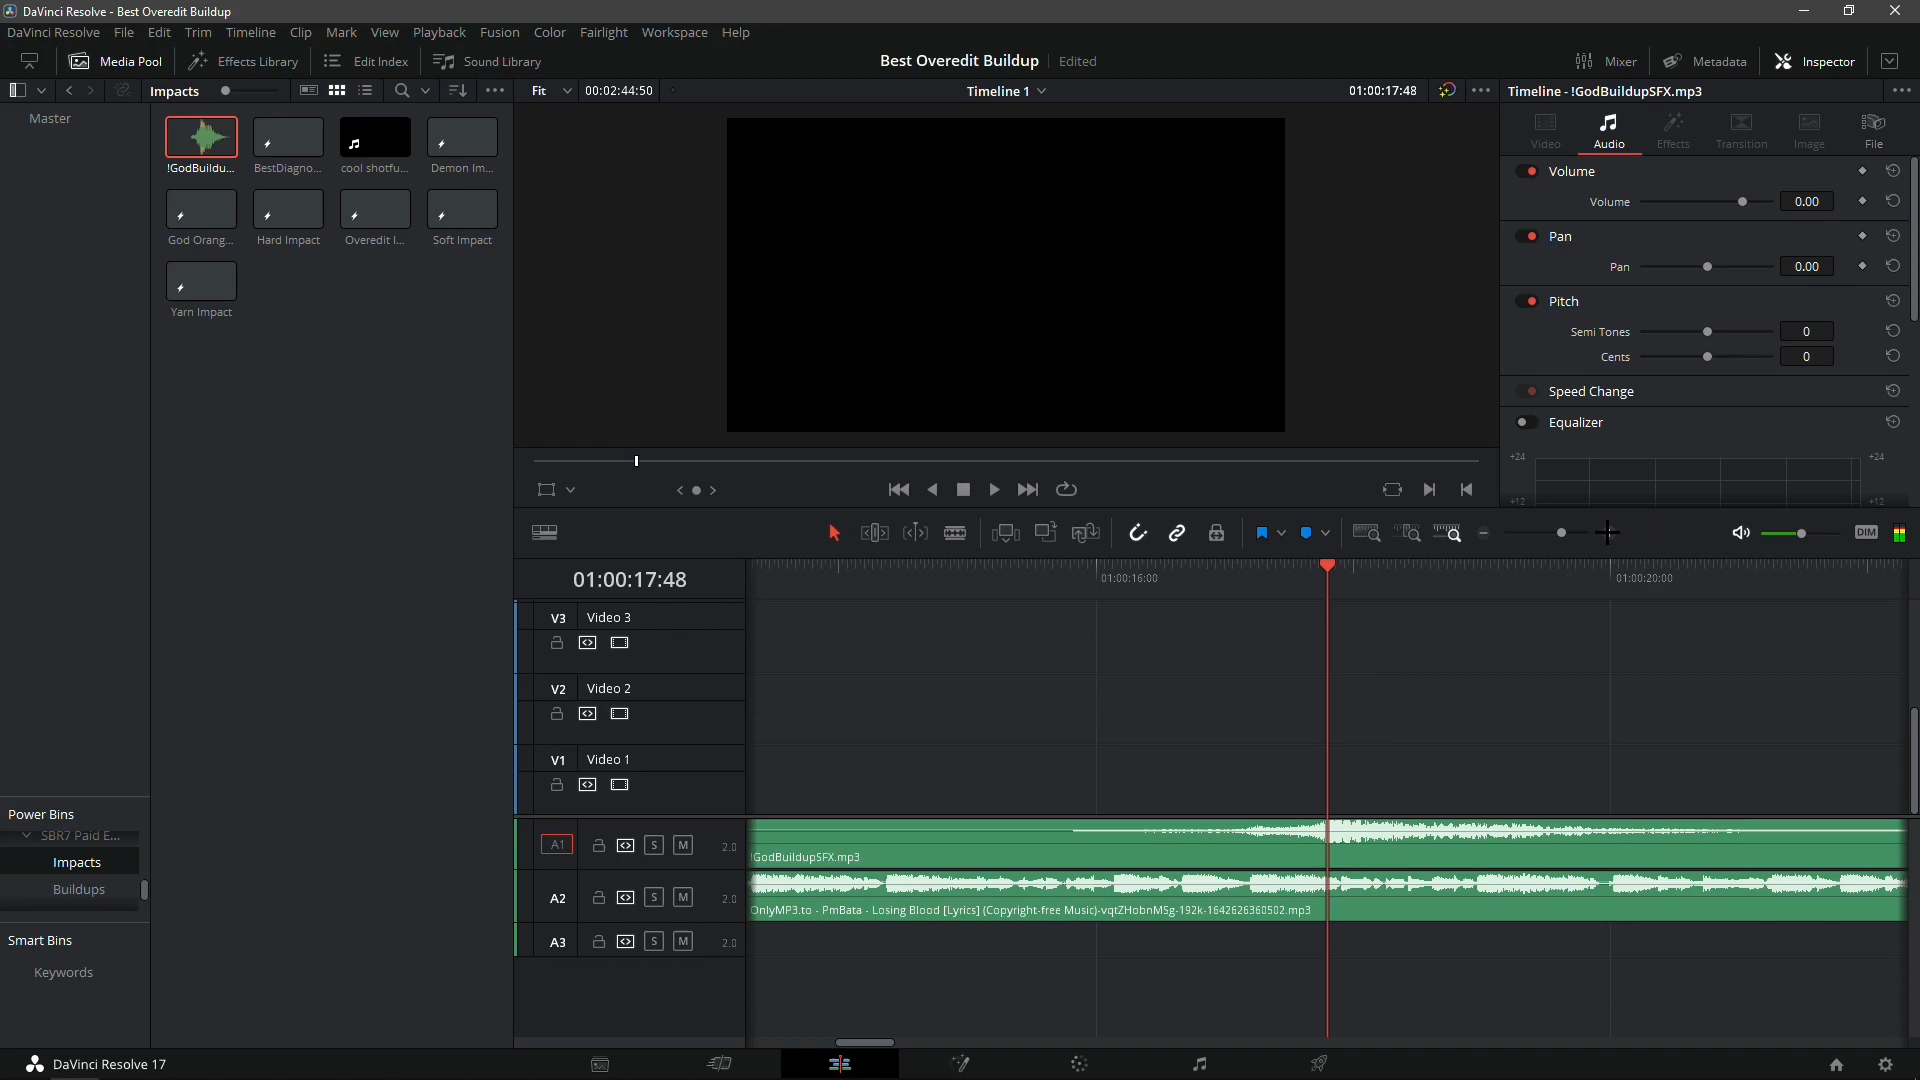 DaVinci Resolve - Best Overedit Buildup
DaVinci Resolve File Edit Trim Timeline Clip Mark View Playback Fusion Color Fairlight Workspace Help
Media Pool Effects Library Edit Index Sound Library Best Overedit Buildup Edited Mixer Metadata Inspector
Impacts Fit 00:02:44:50 Timeline 1 01:00:17:48 Timeline - !GodBuildupSFX.mp3
Master
Video Audio Effects Transition Image File
!GodBuildu... BestDiagno... cool shotfu... Demon Im...
Volume
Volume 0.00
God Orang... Hard Impact Overedit I... Soft Impact
Pan
Pan 0.00
Yarn Impact
Pitch
Semi Tones 0
Cents 0
Speed Change
Equalizer
+24 +24
+12 +12
DIM
01:00:17:48 01:00:16:00 01:00:20:00
V3 Video 3
V2 Video 2
V1 Video 1
Power Bins
SBR7 Paid E...
Impacts
Buildups
A1 S M 2.0
!GodBuildupSFX.mp3
A2 S M 2.0
OnlyMP3.to - PmBata - Losing Blood [Lyrics] (Copyright-free Music)-vqtZHobnMSg-192k-1642626360502.mp3
A3 S M 2.0
Smart Bins
Keywords
DaVinci Resolve 17